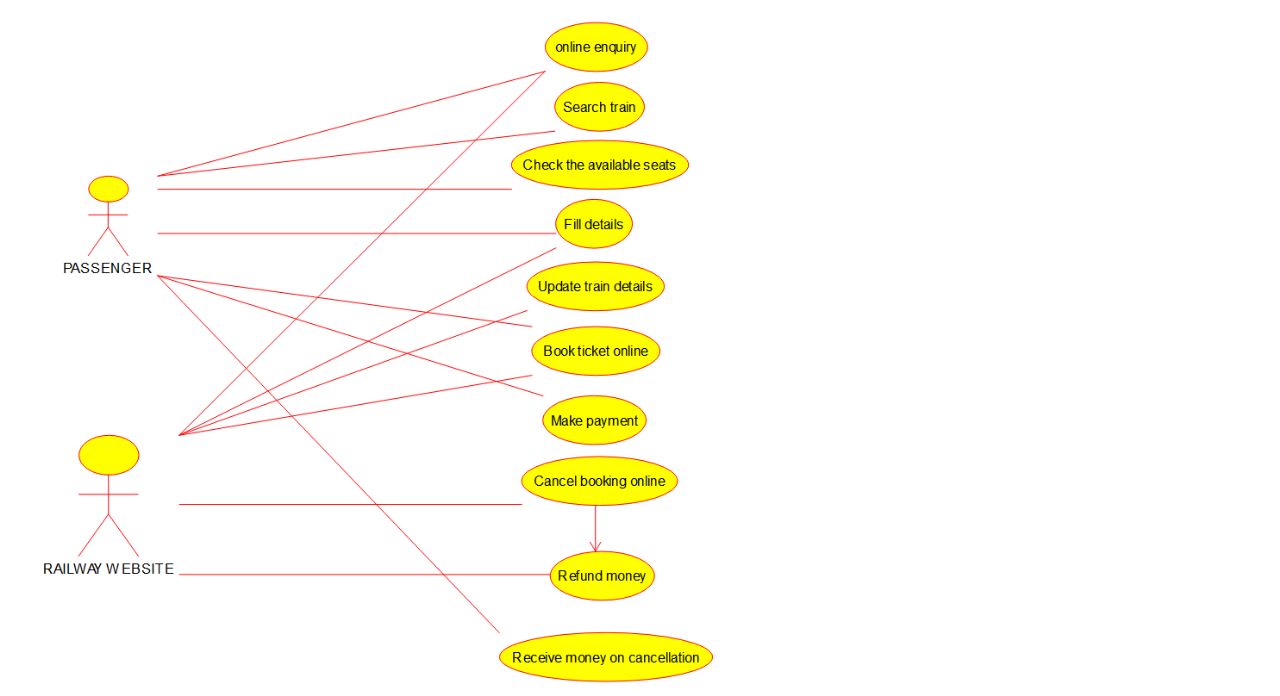 online enquiry
Search train
Check the available seats
Fill details
PASSENGER
Update train details
Book ticket online
Make payment
Cancel booking online
RAILWAY WEBSITE
Refund money
Receive money on cancellation